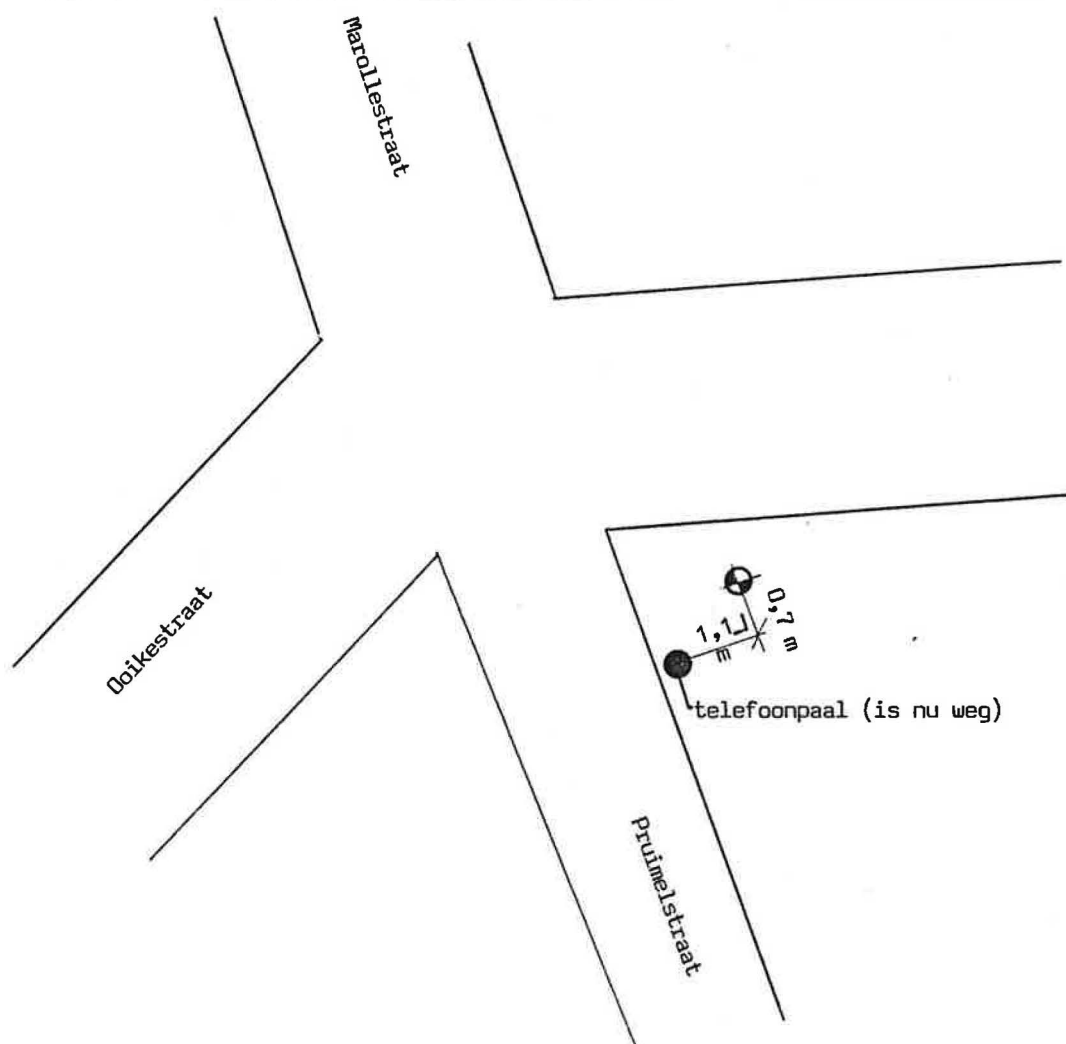 Marollestraat
Ooikestraat
0,7 m
1,1
m
telefoonpaal (is nu weg)
Pruimelstraat